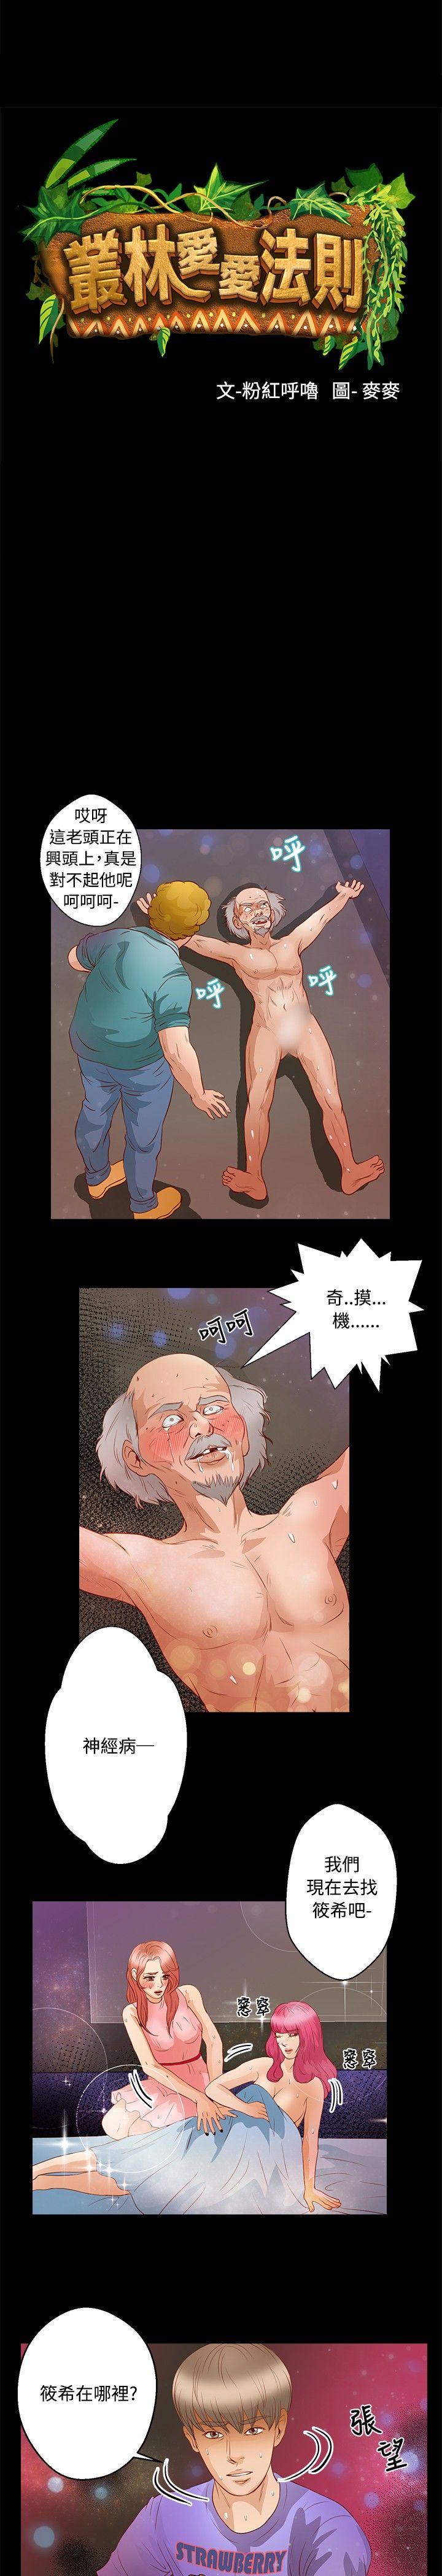 叢林愛愛法則
文-粉紅呼嚕 圖- 麥麥
哎呀
這老頭正在
興頭上，真是
對不起他呢
呵呵呵-
呼
呼
呼
奇..摸...
機......
呵呵
神經病—
我們
現在去找
筱希吧-
窸窣
窸窣
筱希在哪裡?
張望
STRAWBERRY